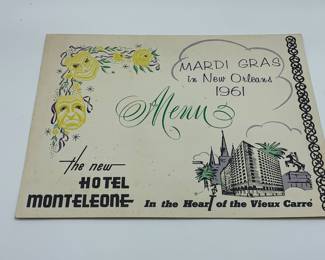 MARDI GRAS
in New Orleans
1961
Menu
the new
HOTEL
MONTELEONE
In the Heart of the Vieux Carré